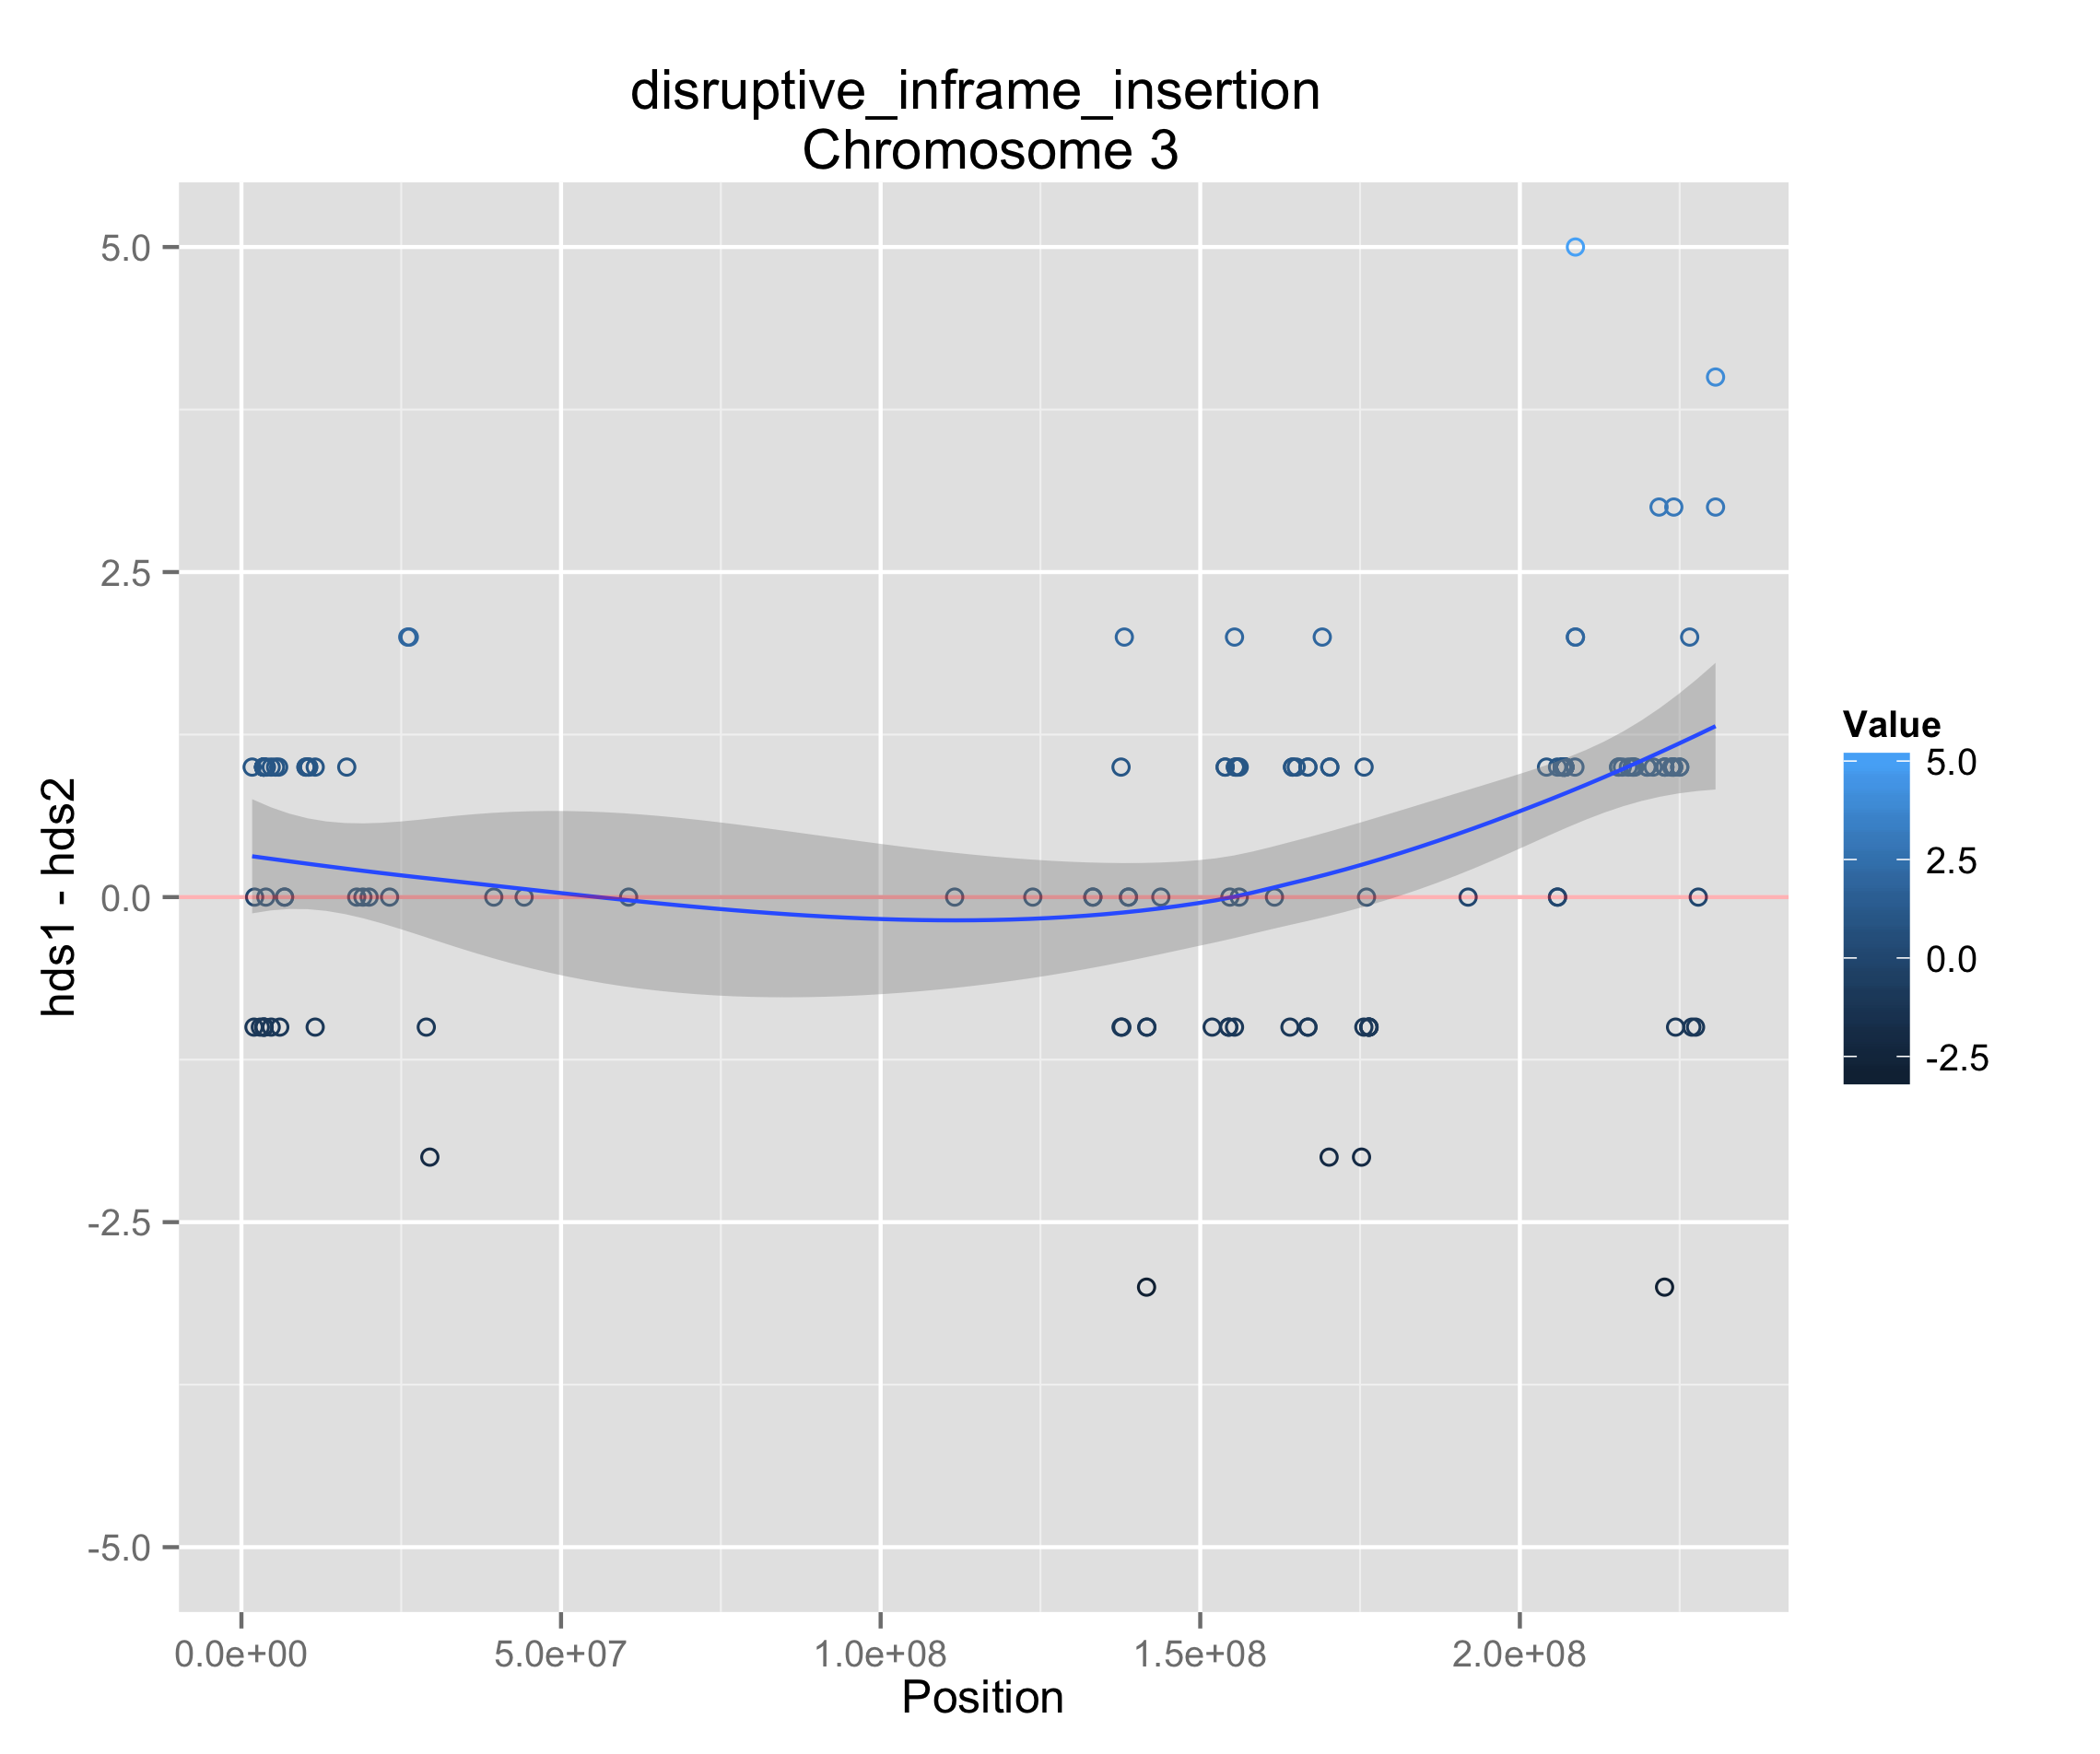 disruptive_inframe_insertion
Chromosome 3
5.0
2.5
0.0
-2.5
-5.0
hds1 - hds2
0.0e+00 5.0e+07 1.0e+08 1.5e+08 2.0e+08
Position
Value
5.0
2.5
0.0
-2.5